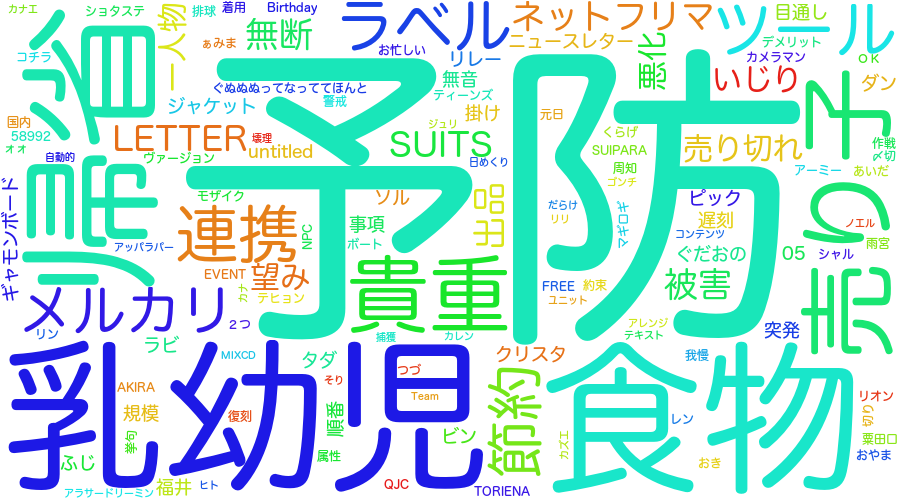 カナエ
ショタステ
一人物
排球
着用
Birthday
ラベル
ネットフリマ
ツール
目通し
コチラ
省
ぁみま
無断
お忙しい
リレー
ニュースレター
悪化
デメリット
カメラマン
OK
ぐぬぬぬってなっててほんと
無音
ティーンズ
いじり
ダン
ジャケット
警戒
掛け
元日
国内
58992
オォ
LETTER
壊理
untitled
SUITS
ジュリ
くらげ
SUIPARA
売り切れ
作戦
〆切
自動的
ヴァージョン
日めくり
周知
ゴンチ
アーミー
あいだ
予防
帰省
売り子
ギャモンボード
モザイク
ソル
出品
だらけ
リリ
キロキマ
ピック
遅刻
ノエル
連携
事項
ボート
NPC
アッパラパー
コンテンツ
雨宮
ぐだおの
05
シャル
EVENT
望み
貴重
FREE
約束
ユニット
被害
カナ
テヒョン
メルカリ
2つ
リン
ラビ
捕獲
カレン
アレンジ
テキスト
突発
乳幼児
MIXCD
タダ
クリスタ
食物
我慢
つづ
そり
AKIRA
規模
復刻
Team
節約
レン
リオン
切り
挙句
順番
ビン
カズエ
粟田口
ふじ
属性
おき
おやま
アラサードリーミン
福井
ヒト
QJC
TORIENA